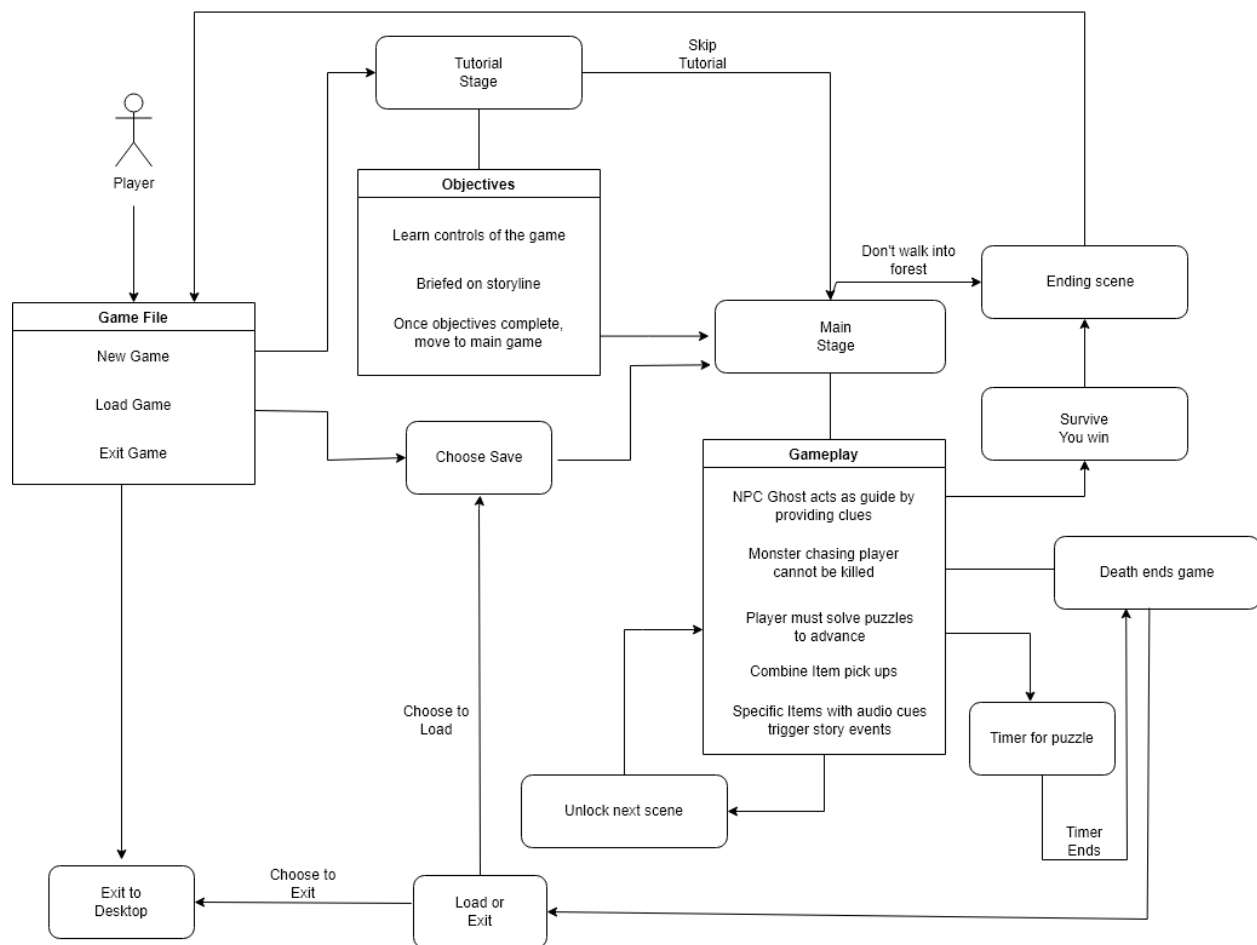 Tutorial
Stage
Skip
Tutorial
Player
Objectives
Learn controls of the game
Briefed on storyline
Once objectives complete,
move to main game
Game File
New Game
Load Game
Exit Game
Don't walk into
forest
Ending scene
Main
Stage
Choose Save
Survive
You win
Gameplay
NPC Ghost acts as guide by
providing clues
Monster chasing player
cannot be killed
Player must solve puzzles
to advance
Combine Item pick ups
Specific Items with audio cues
trigger story events
Death ends game
Timer for puzzle
Timer
Ends
Unlock next scene
Choose to
Load
Choose to
Exit
Exit to
Desktop
Load or
Exit